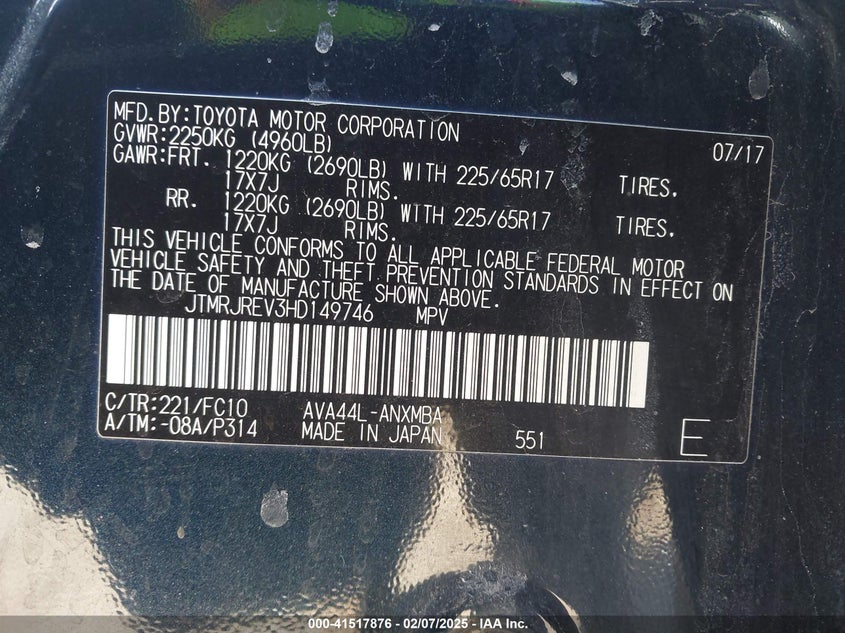 MFD.BY:TOYOTA MOTOR CORPORATION 07/17
GVWR:2250KG (4960LB)
GAWR:FRT. 1220KG (2690LB) WITH 225/65R17 TIRES.
17X7J RIMS.
RR. 1220KG (2690LB) WITH 225/65R17 TIRES.
17X7J RIMS.
THIS VEHICLE CONFORMS TO ALL APPLICABLE FEDERAL MOTOR
VEHICLE SAFETY AND THEFT PREVENTION STANDARDS IN EFFECT ON
THE DATE OF MANUFACTURE SHOWN ABOVE.
JTMRJREV3HD149746 MPV
C/TR:221/FC10 AVA44L-ANXMBA
A/TM:-08A/P314 MADE IN JAPAN 551 E
000-41517876 - 02/07/2025 - IAA Inc.